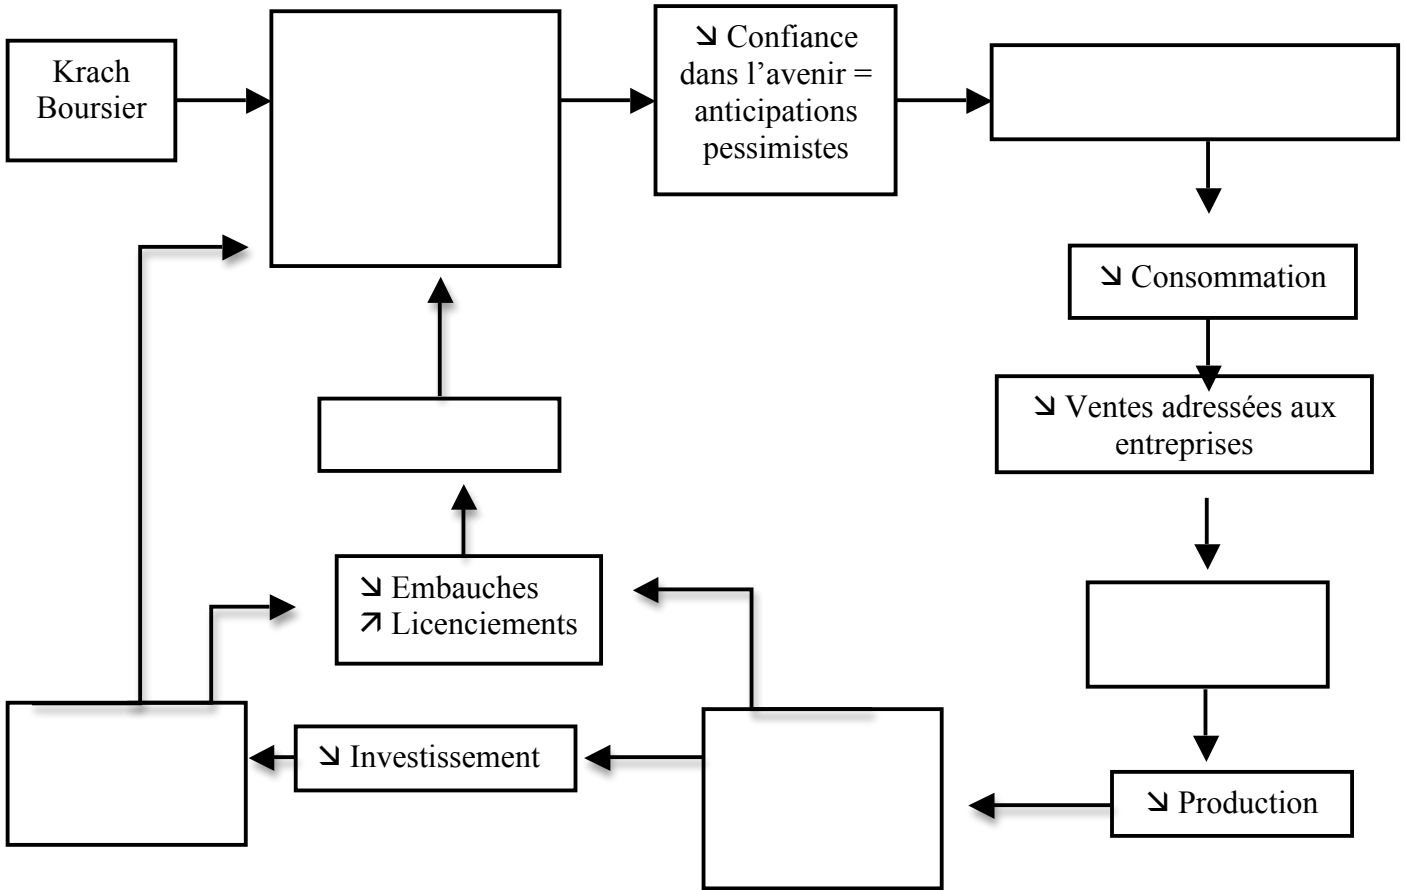 Krach
Boursier
↘ Confiance
dans l’avenir =
anticipations
pessimistes
↘ Consommation
↘ Ventes adressées aux
entreprises
↘ Embauches
↗ Licenciements
↘ Investissement
↘ Production